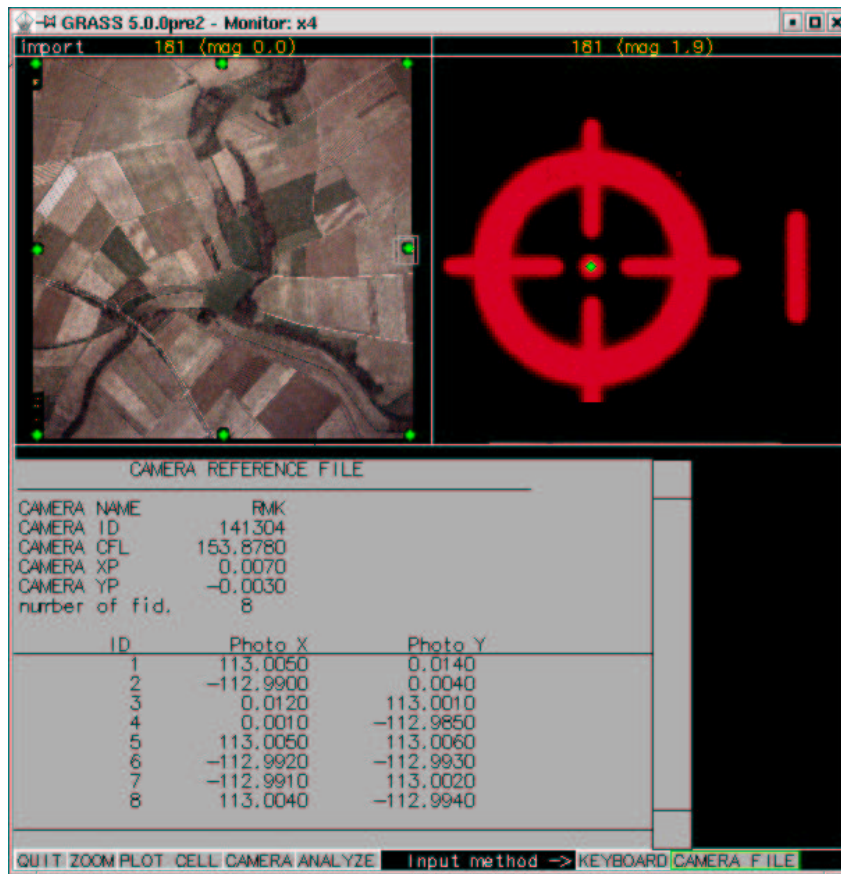 GRASS 5.0.0pre2 - Monitor: x4
import 181 (mag 0.0) 181 (mag 1.9)
CAMERA REFERENCE FILE
CAMERA NAME RMK
CAMERA ID 141304
CAMERA CFL 153.8780
CAMERA XP 0.0070
CAMERA YP -0.0030
number of fid. 8
ID Photo X Photo Y
1 113.0050 0.0140
2 -112.9900 0.0040
3 0.0120 113.0010
4 0.0010 -112.9850
5 113.0050 113.0060
6 -112.9920 -112.9930
7 -112.9910 113.0020
8 113.0040 -112.9940
QUIT ZOOM PLOT CELL CAMERA ANALYZE Input method -> KEYBOARD CAMERA FILE